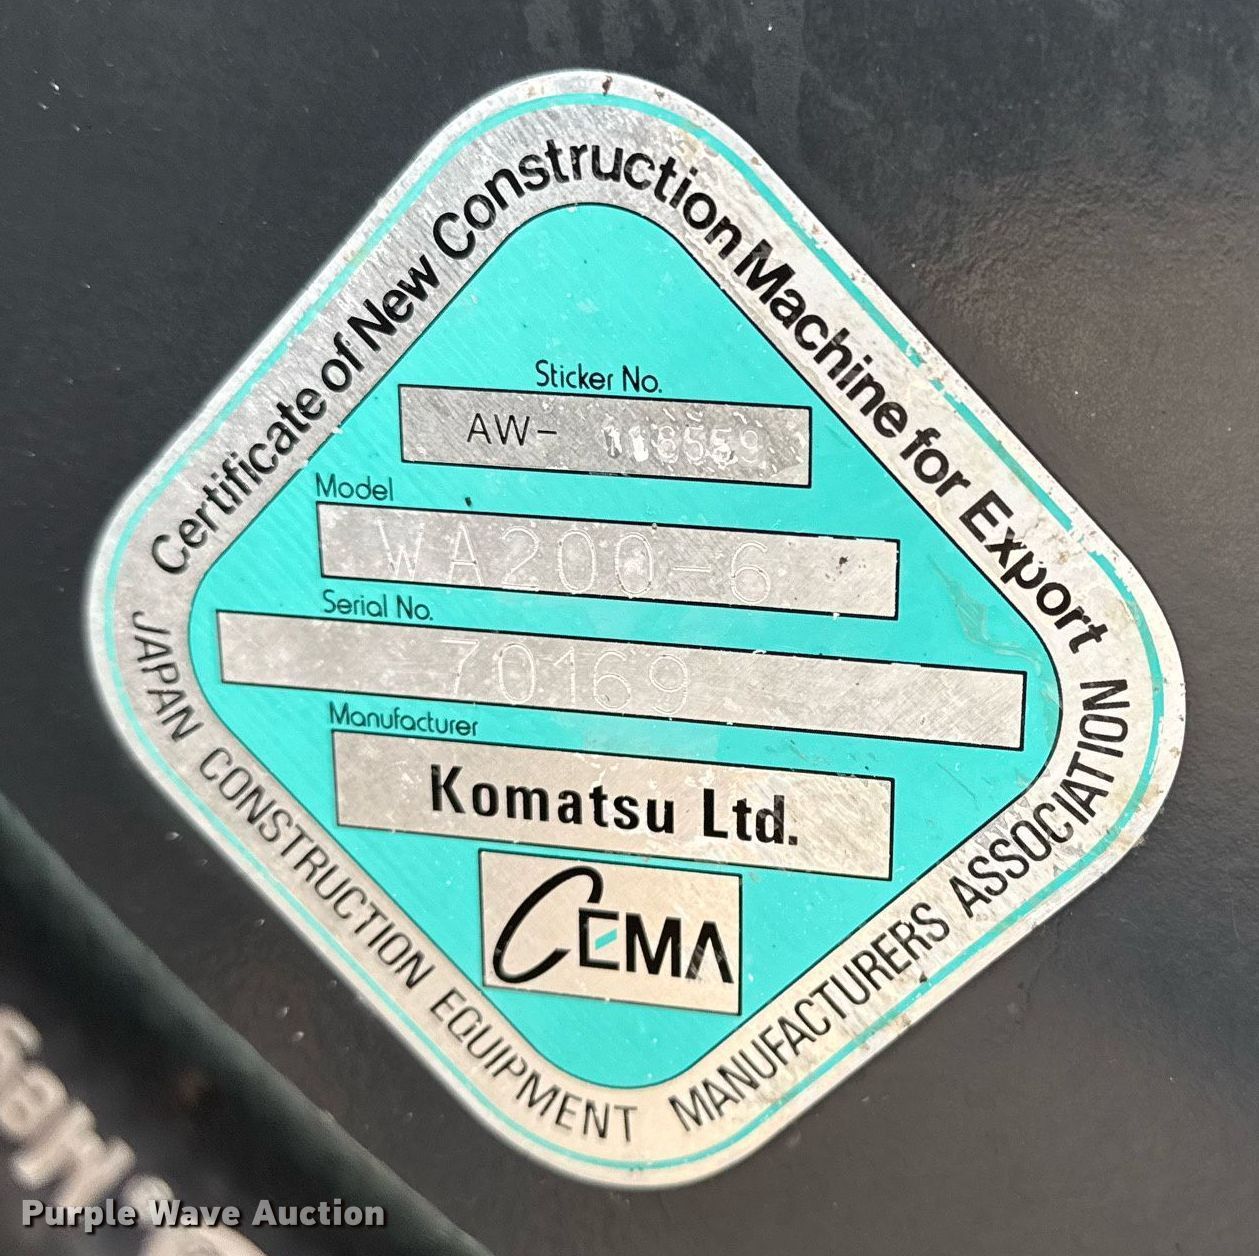 Certificate of New Construction Machine for Export
Sticker No.
AW- 118559
Model
WA200-6
Serial No.
70169
Manufacturer
Komatsu Ltd.
CEMA
JAPAN CONSTRUCTION EQUIPMENT MANUFACTURERS ASSOCIATION
Purple Wave Auction